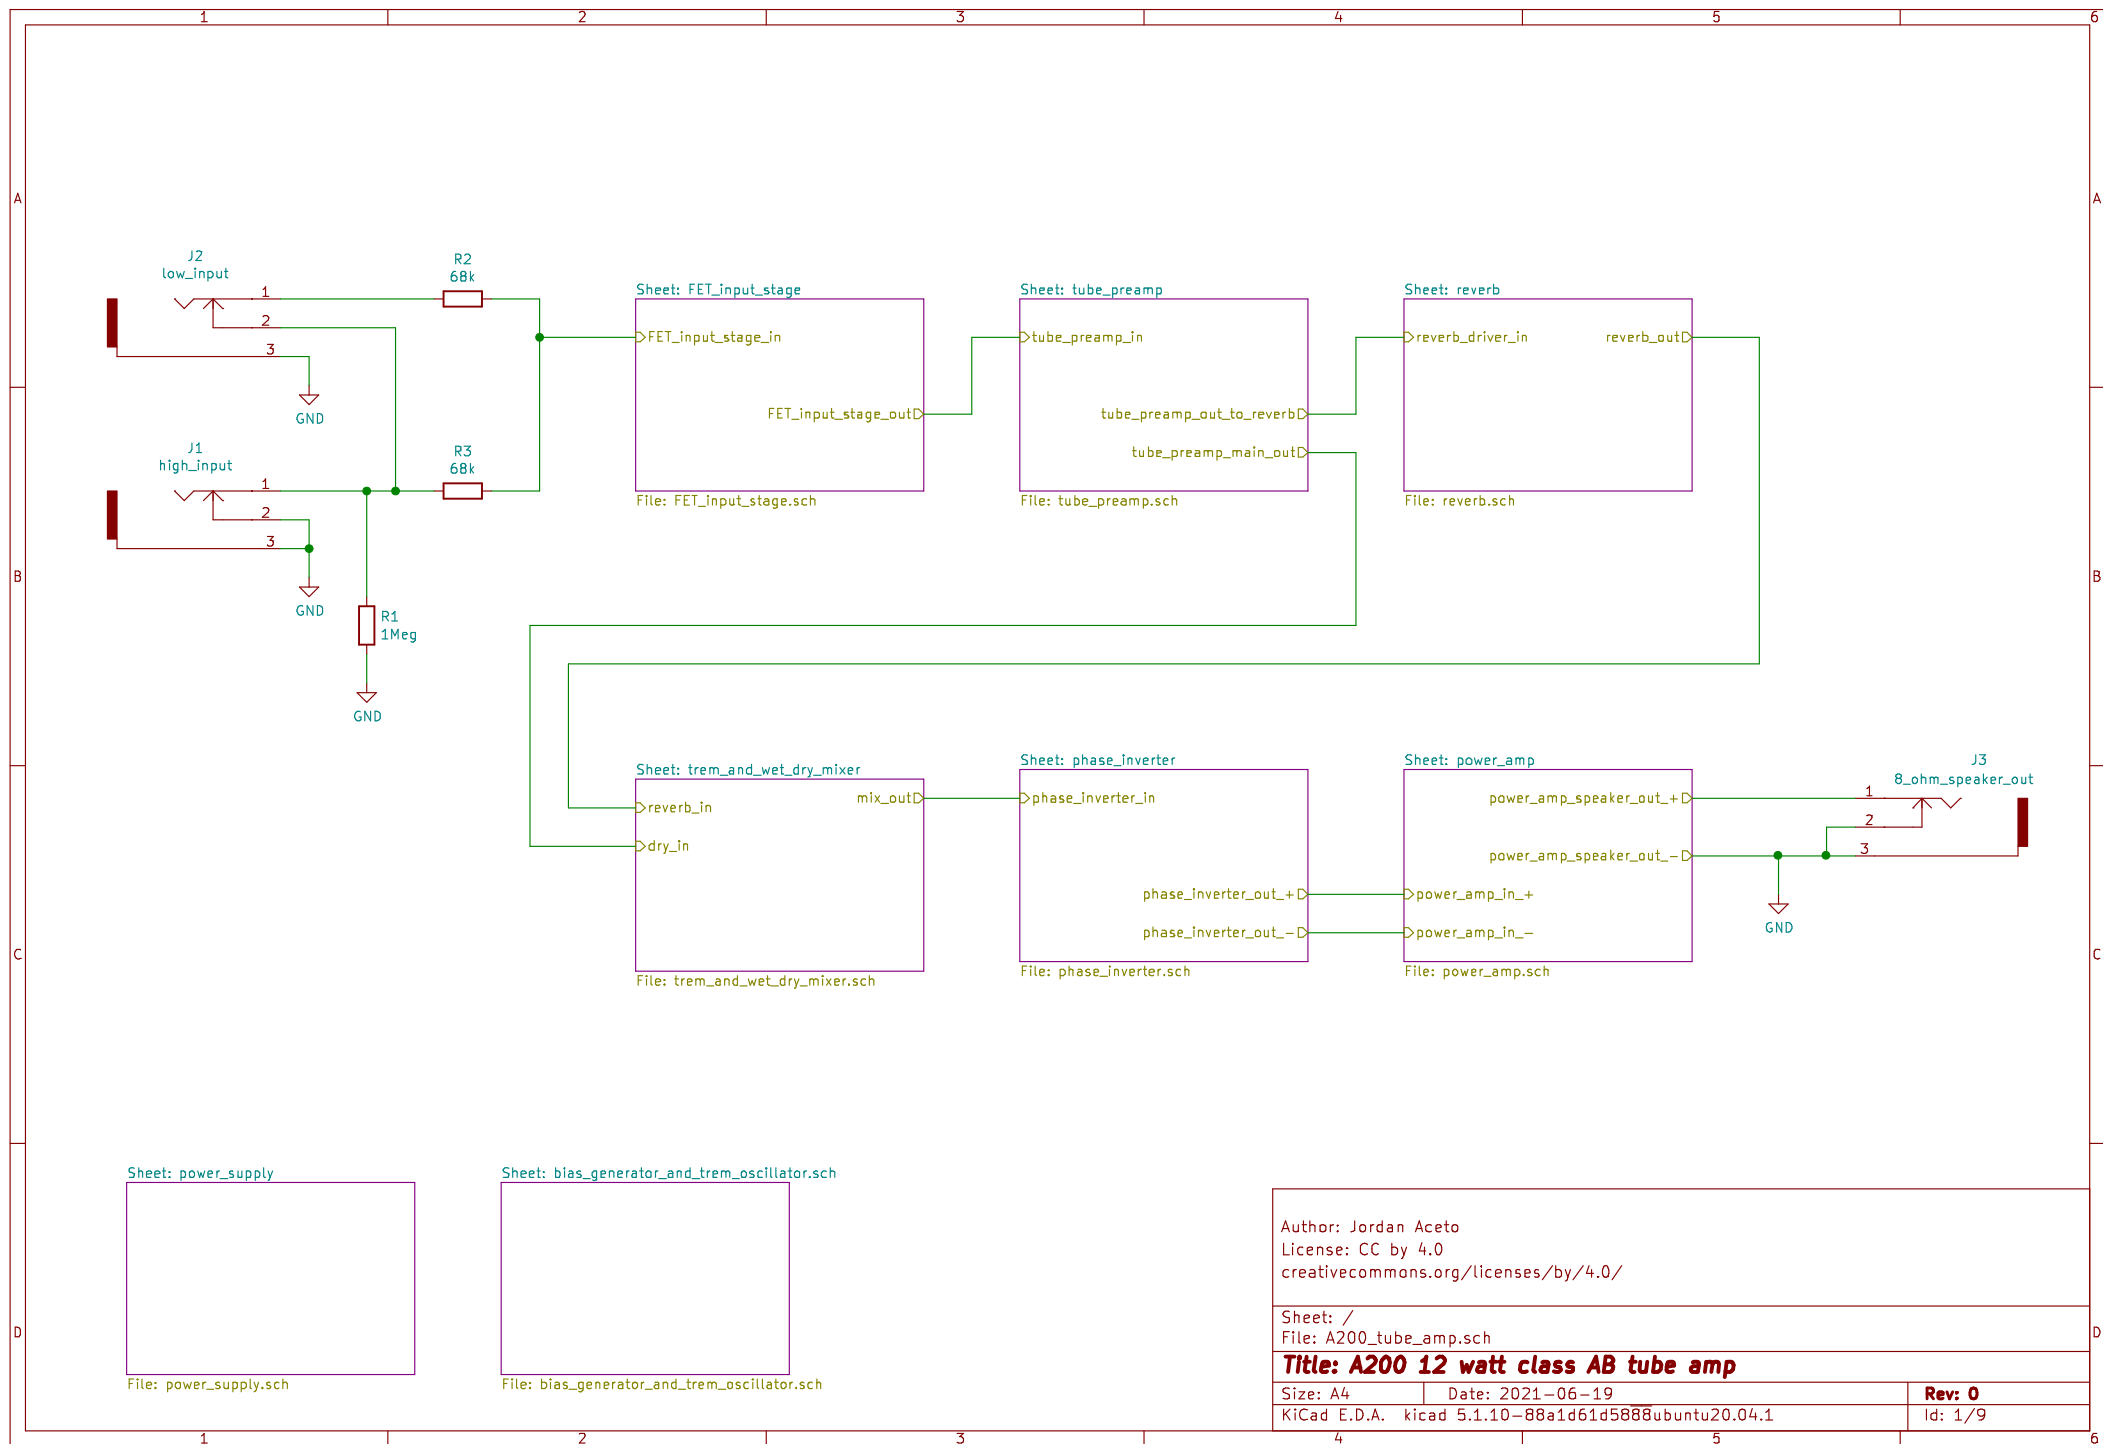 1 2 3 4 5 6
A A
J2
low_input
1
2
3
GND
R2
68k
J1
high_input
1
2
3
GND
R3
68k
R1
1Meg
GND
Sheet: FET_input_stage
FET_input_stage_in
FET_input_stage_out
File: FET_input_stage.sch
Sheet: tube_preamp
tube_preamp_in
tube_preamp_out_to_reverb
tube_preamp_main_out
File: tube_preamp.sch
Sheet: reverb
reverb_driver_in
reverb_out
File: reverb.sch
B B
Sheet: trem_and_wet_dry_mixer
mix_out
reverb_in
dry_in
File: trem_and_wet_dry_mixer.sch
Sheet: phase_inverter
phase_inverter_in
phase_inverter_out_+
phase_inverter_out_-
File: phase_inverter.sch
Sheet: power_amp
power_amp_speaker_out_+
power_amp_speaker_out_-
power_amp_in_+
power_amp_in_-
File: power_amp.sch
J3
8_ohm_speaker_out
1
2
3
GND
C C
Sheet: power_supply
File: power_supply.sch
Sheet: bias_generator_and_trem_oscillator.sch
File: bias_generator_and_trem_oscillator.sch
Author: Jordan Aceto
License: CC by 4.0
creativecommons.org/licenses/by/4.0/
Sheet: /
File: A200_tube_amp.sch
D D
Title: A200 12 watt class AB tube amp
Size: A4 Date: 2021-06-19 Rev: 0
KiCad E.D.A. kicad 5.1.10-88a1d61d5888ubuntu20.04.1 Id: 1/9
1 2 3 4 5 6